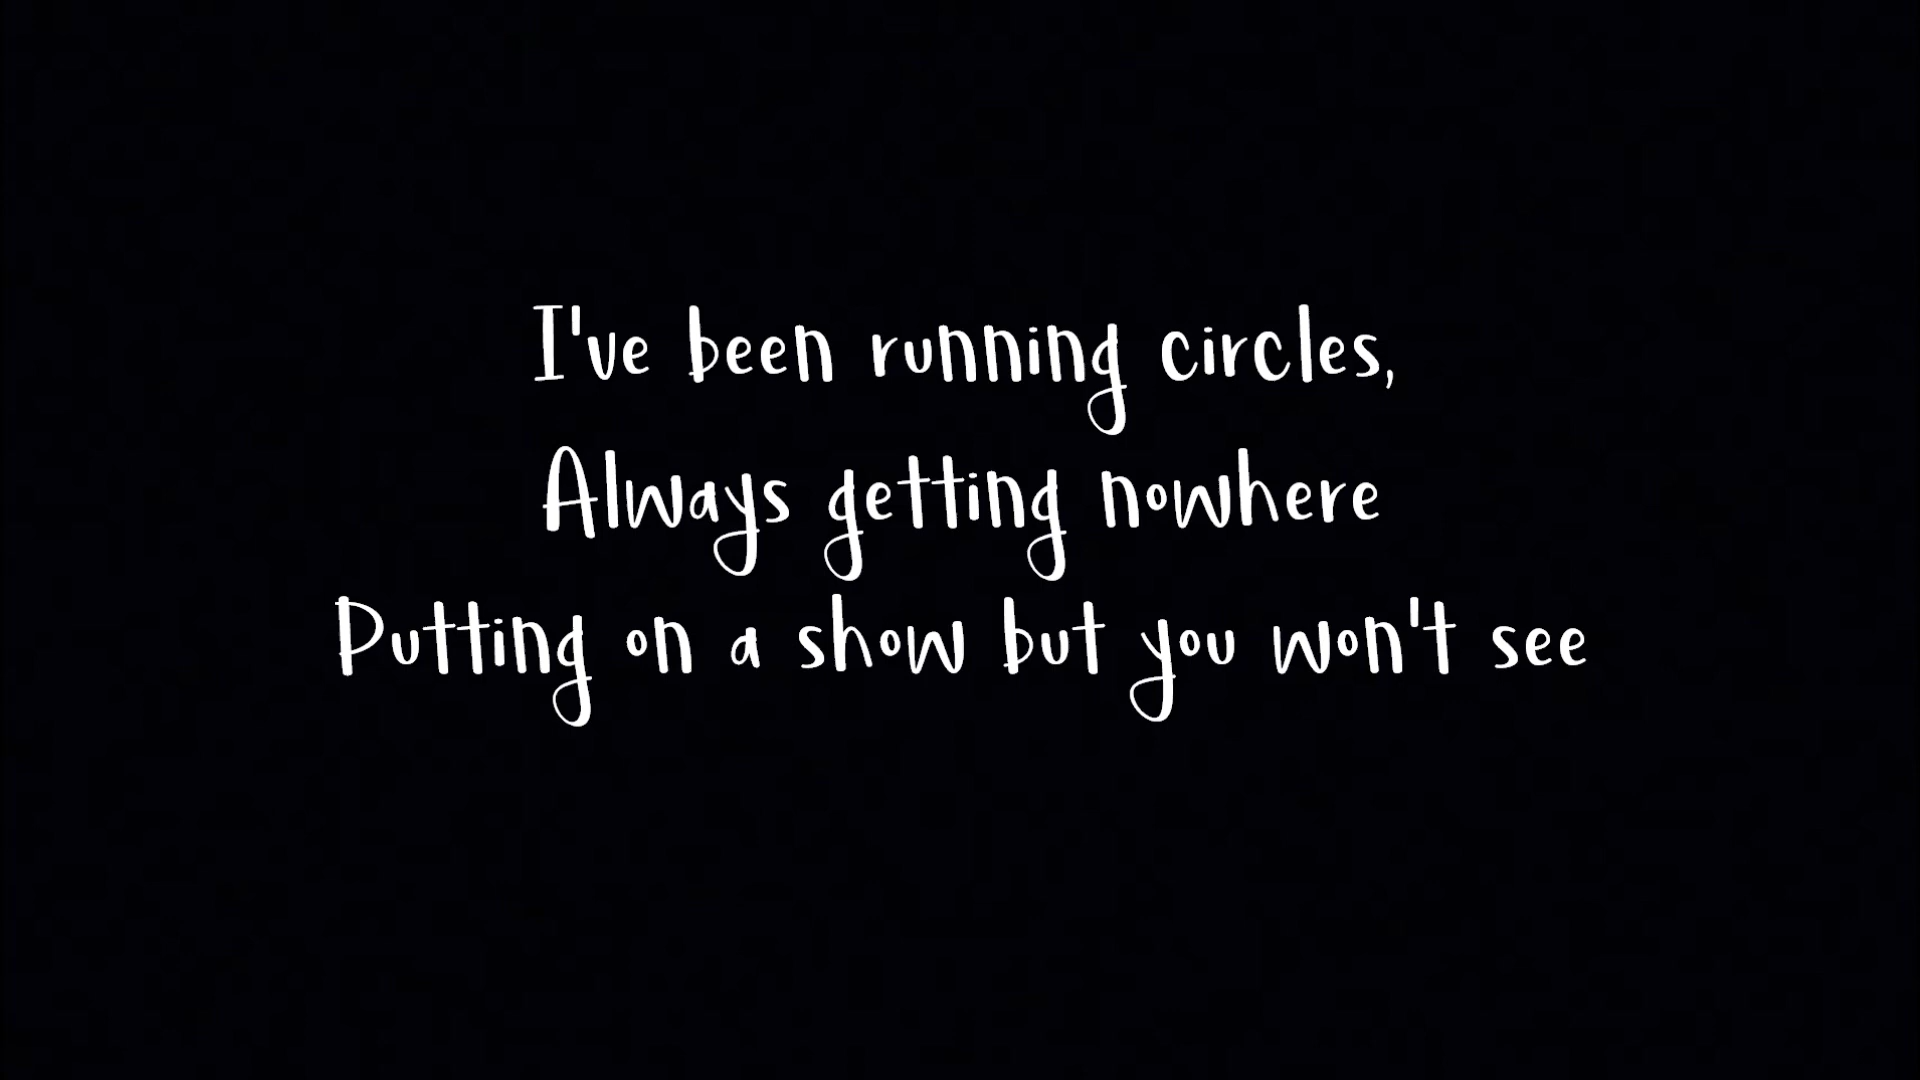 I've been running circles,
Always getting nowhere
Putting on a show but you won't see